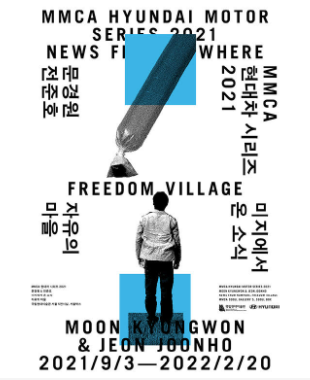 MMCA HYUNDAI MOTOR
SERIES 2021
NEWS FROM NOWHERE
문경원
전준호
MMCA
현대차 시리즈
2021
FREEDOM VILLAGE
자유의
마을
미지에서
온 소식
HYUNDAI
MOON KYUNGWON
& JEON JOONHO
2021/9/3—2022/2/20